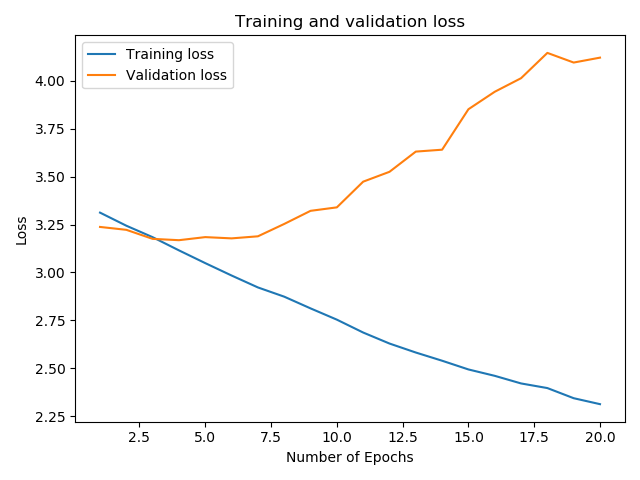 Training and validation loss
Training loss
Validation loss
4.00
3.75
3.50
3.25
3.00
2.75
2.50
2.25
Loss
2.5 5.0 7.5 10.0 12.5 15.0 17.5 20.0
Number of Epochs